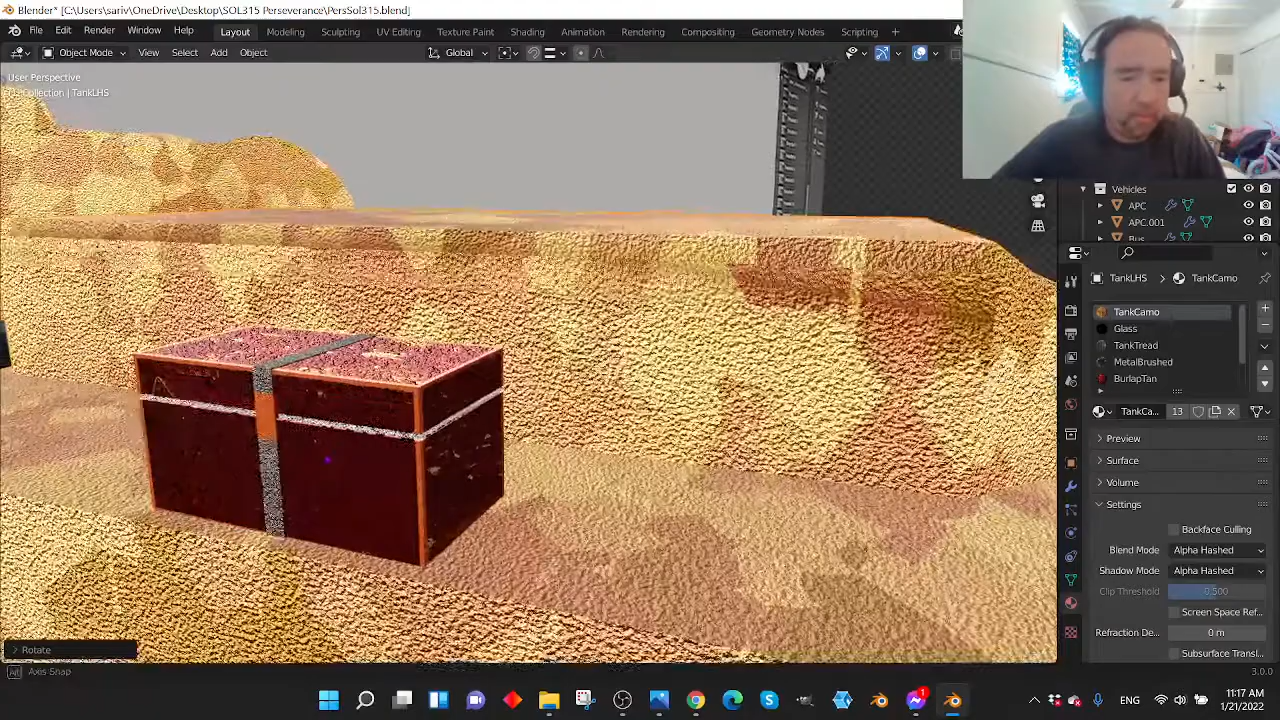 Blender* [C:\Users\sariv\OneDrive\Desktop\SOL315 Perseverance\PersSol315.blend]
File Edit Render Window Help Layout Modeling Sculpting UV Editing Texture Paint Shading Animation Rendering Compositing Geometry Nodes Scripting
Object Mode View Select Add Object Global
User Perspective
Collection | TankLHS
Vehicles
APC
APC.001
Bus
TankLHS TankCamo
TankCamo
Glass
TankTread
MetalBrushed
BurlapTan
TankCa... 13
Preview
Surface
Volume
Settings
Backface Culling
Blend Mode Alpha Hashed
Shadow Mode Alpha Hashed
Clip Threshold 0.500
Screen Space Ref...
Refraction De... 0 m
Subsurface Transl...
Rotate
Axis Snap
3.0.0
ENG
11:17 AM
1/21/2022